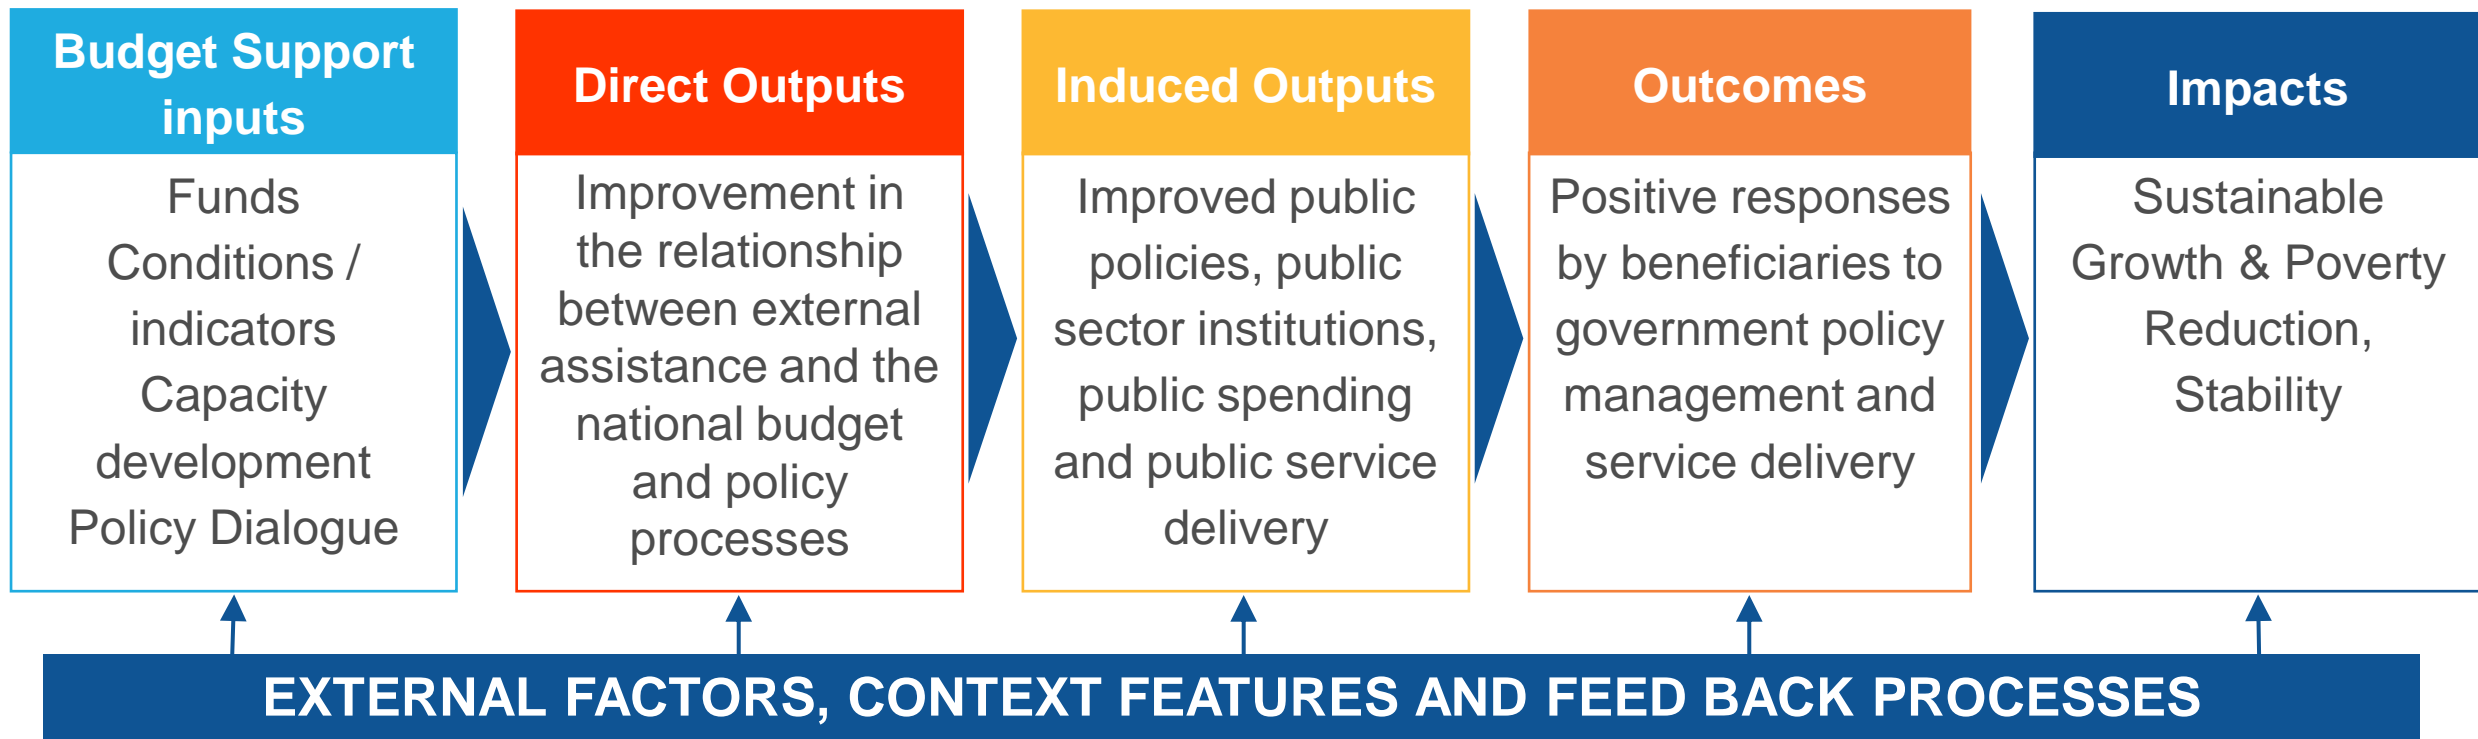 Budget Support
inputs
Funds
Conditions /
indicators
Capacity
development
Policy Dialogue
Direct Outputs
Improvement in
the relationship
between external
assistance and the
national budget
and policy
processes
Induced Outputs
Improved public
policies, public
sector institutions,
public spending
and public service
delivery
Outcomes
Positive responses
by beneficiaries to
government policy
management and
service delivery
Impacts
Sustainable
Growth & Poverty
Reduction,
Stability
EXTERNAL FACTORS, CONTEXT FEATURES AND FEED BACK PROCESSES